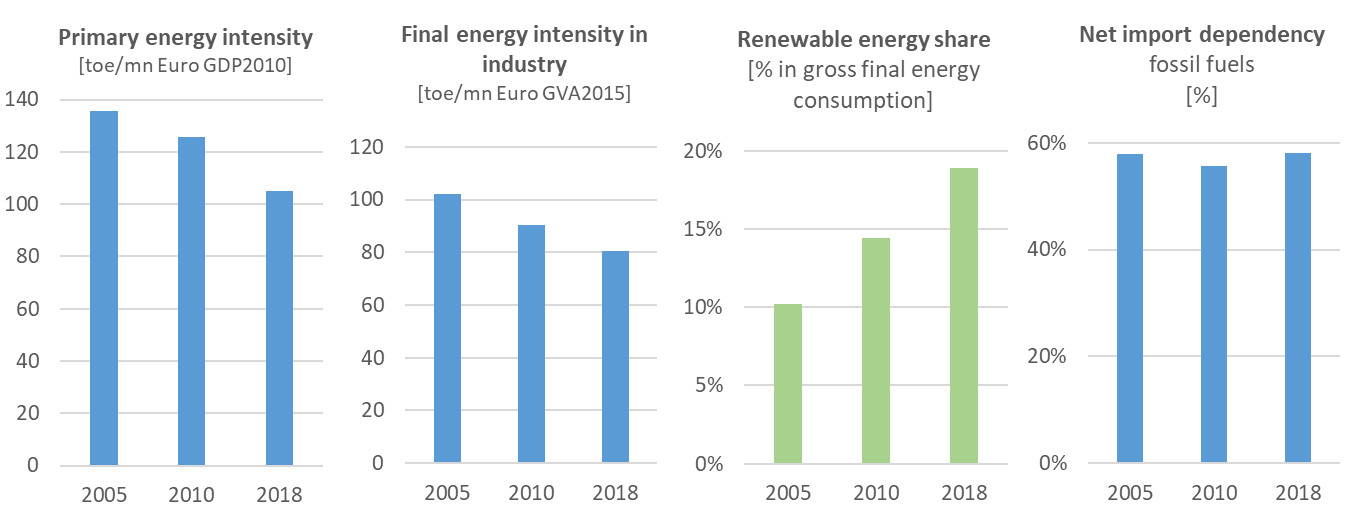 Primary energy intensity
[toe/mn Euro GDP2010]
140
120
100
80
60
40
20
0
2005 2010 2018
Final energy intensity in
industry
[toe/mn Euro GVA2015]
120
100
80
60
40
20
0
2005 2010 2018
Renewable energy share
[% in gross final energy
consumption]
20%
15%
10%
5%
0%
2005 2010 2018
Net import dependency
fossil fuels
[%]
60%
40%
20%
0%
2005 2010 2018